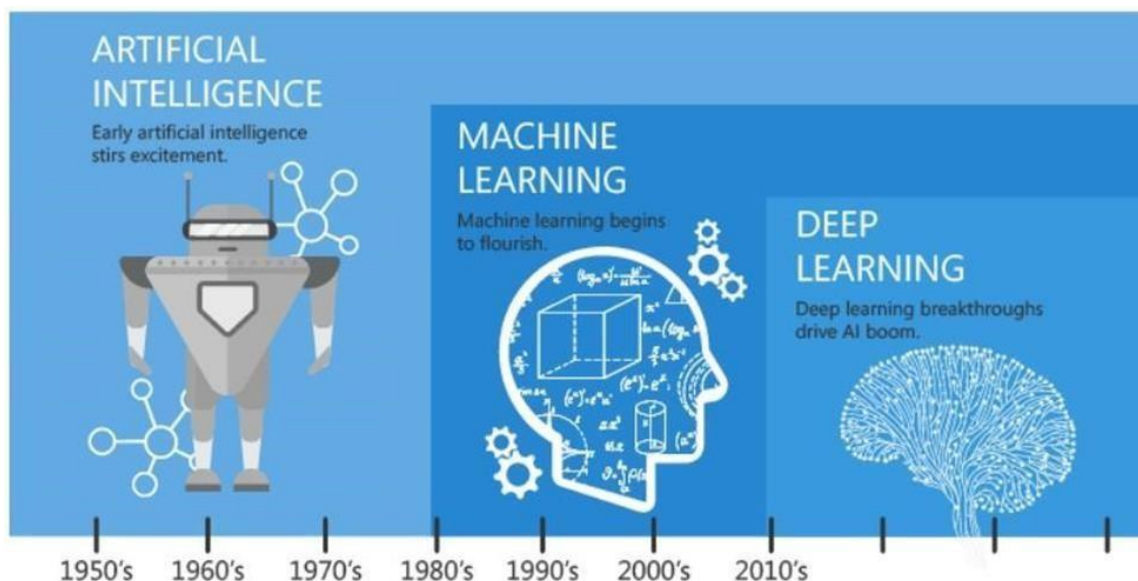 ARTIFICIAL
INTELLIGENCE
Early artificial intelligence
stirs excitement.
MACHINE
LEARNING
Machine learning begins
to flourish.
DEEP
LEARNING
Deep learning breakthroughs
drive AI boom.
1950's 1960's 1970's 1980's 1990's 2000's 2010's